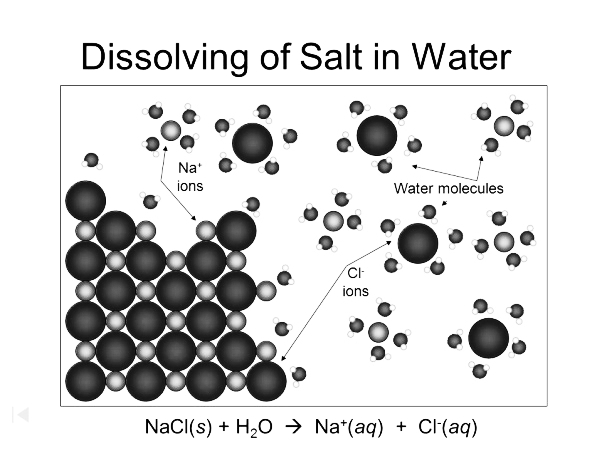 Dissolving of Salt in Water
Na⁺
ions
Water molecules
Cl⁻
ions
NaCl(s) + H₂O → Na⁺(aq) + Cl⁻(aq)